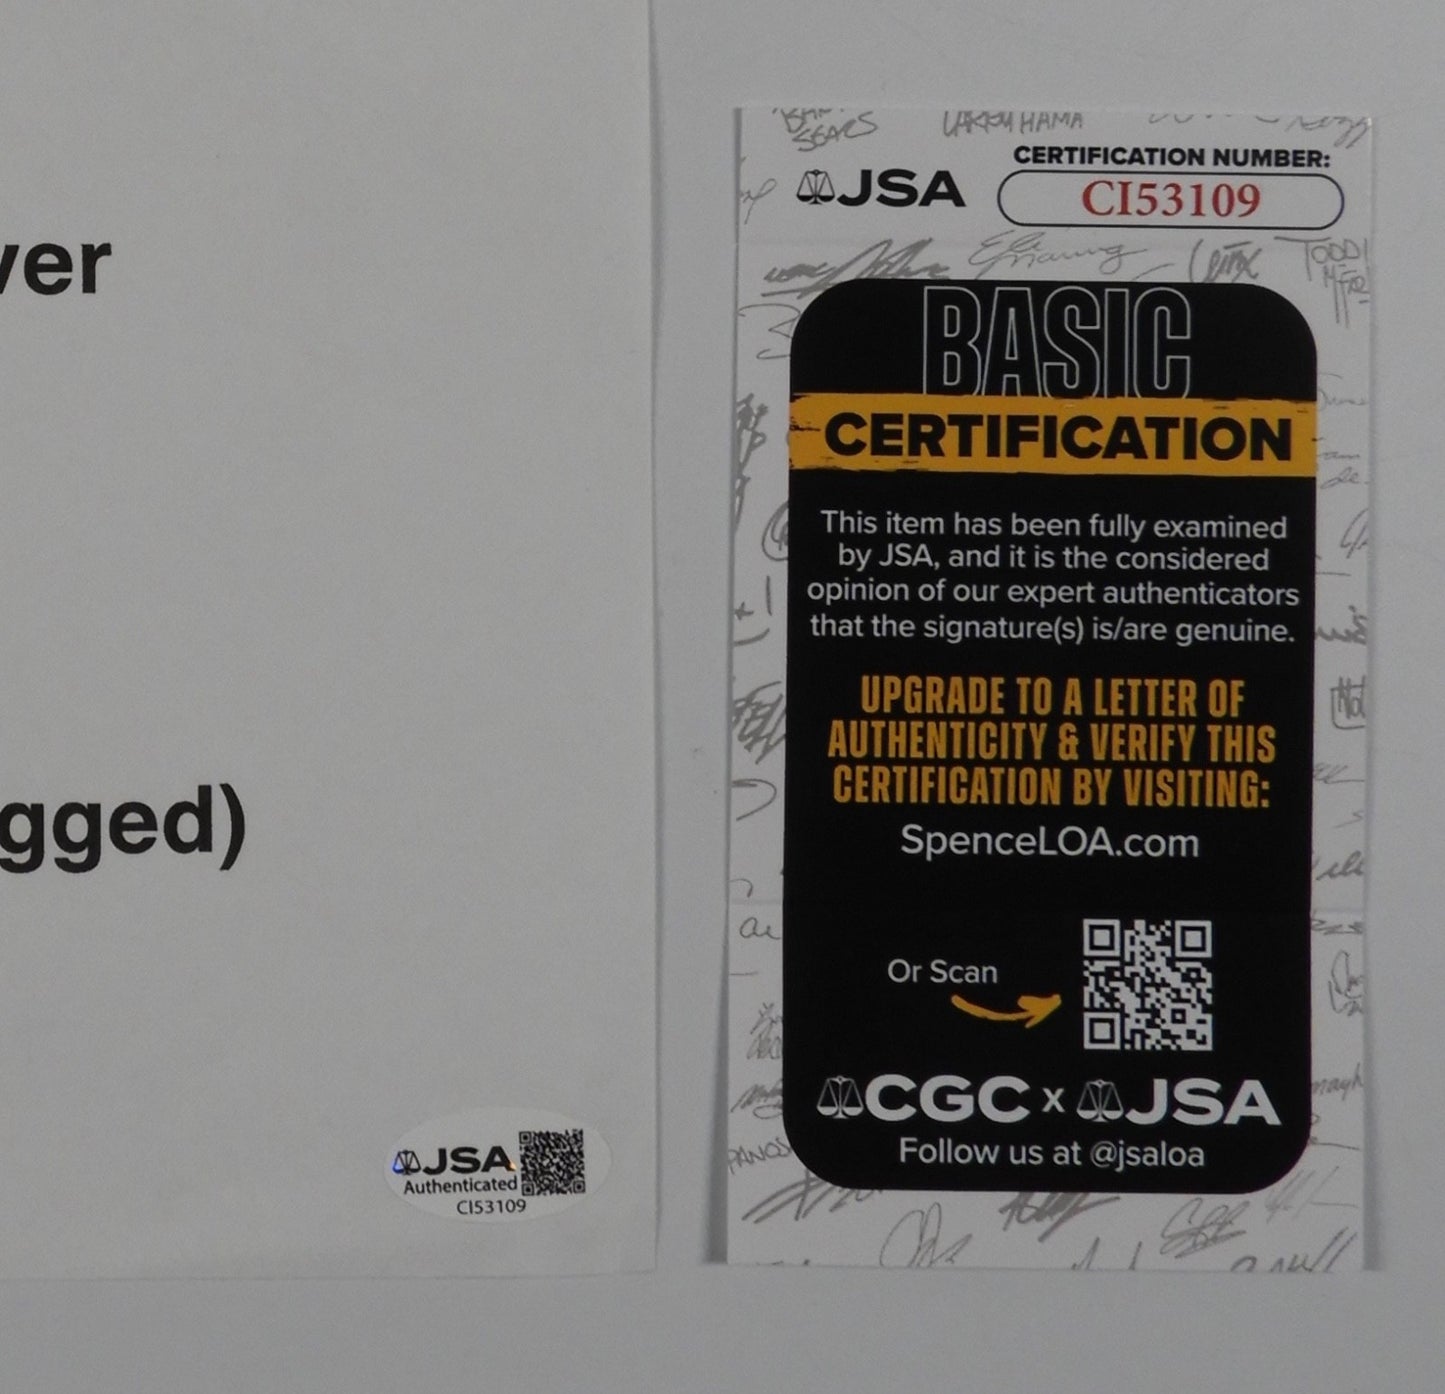 ver
gged)
JSA
Authenticated
CI53109
LARRY HAMA
JSA
CERTIFICATION NUMBER:
CI53109
BASIC
CERTIFICATION
This item has been fully examined
by JSA, and it is the considered
opinion of our expert authenticators
that the signature(s) is/are genuine.
UPGRADE TO A LETTER OF
AUTHENTICITY & VERIFY THIS
CERTIFICATION BY VISITING:
SpenceLOA.com
Or Scan
CGC x JSA
Follow us at @jsaloa